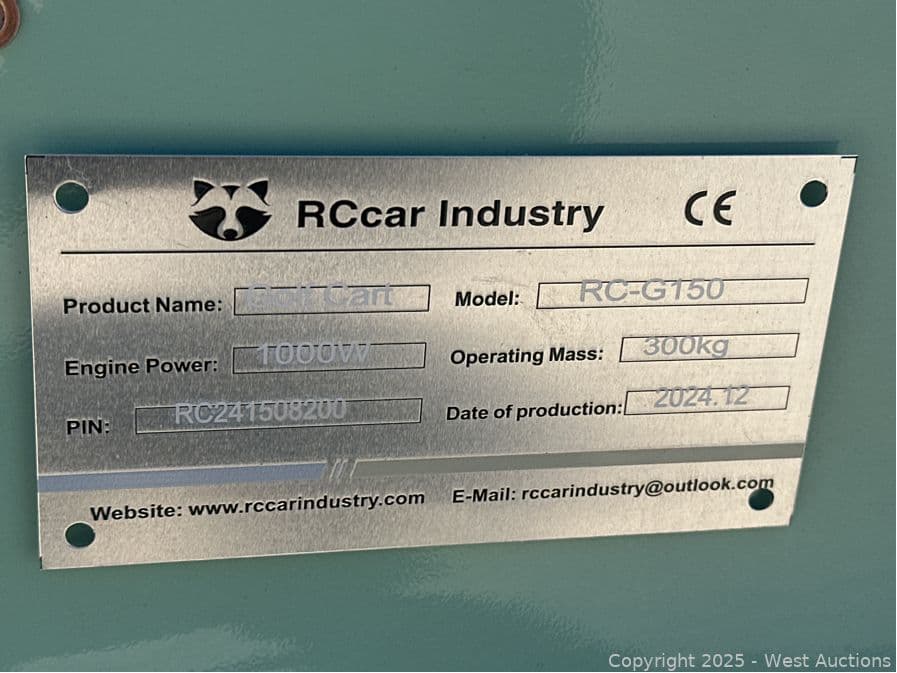 RCcar Industry CE
Product Name: Golf Cart Model: RC-G150
Engine Power: 1000W Operating Mass: 300kg
PIN: RC241508200 Date of production: 2024.12
Website: www.rccarindustry.com E-Mail: rccarindustry@outlook.com
Copyright 2025 - West Auctions